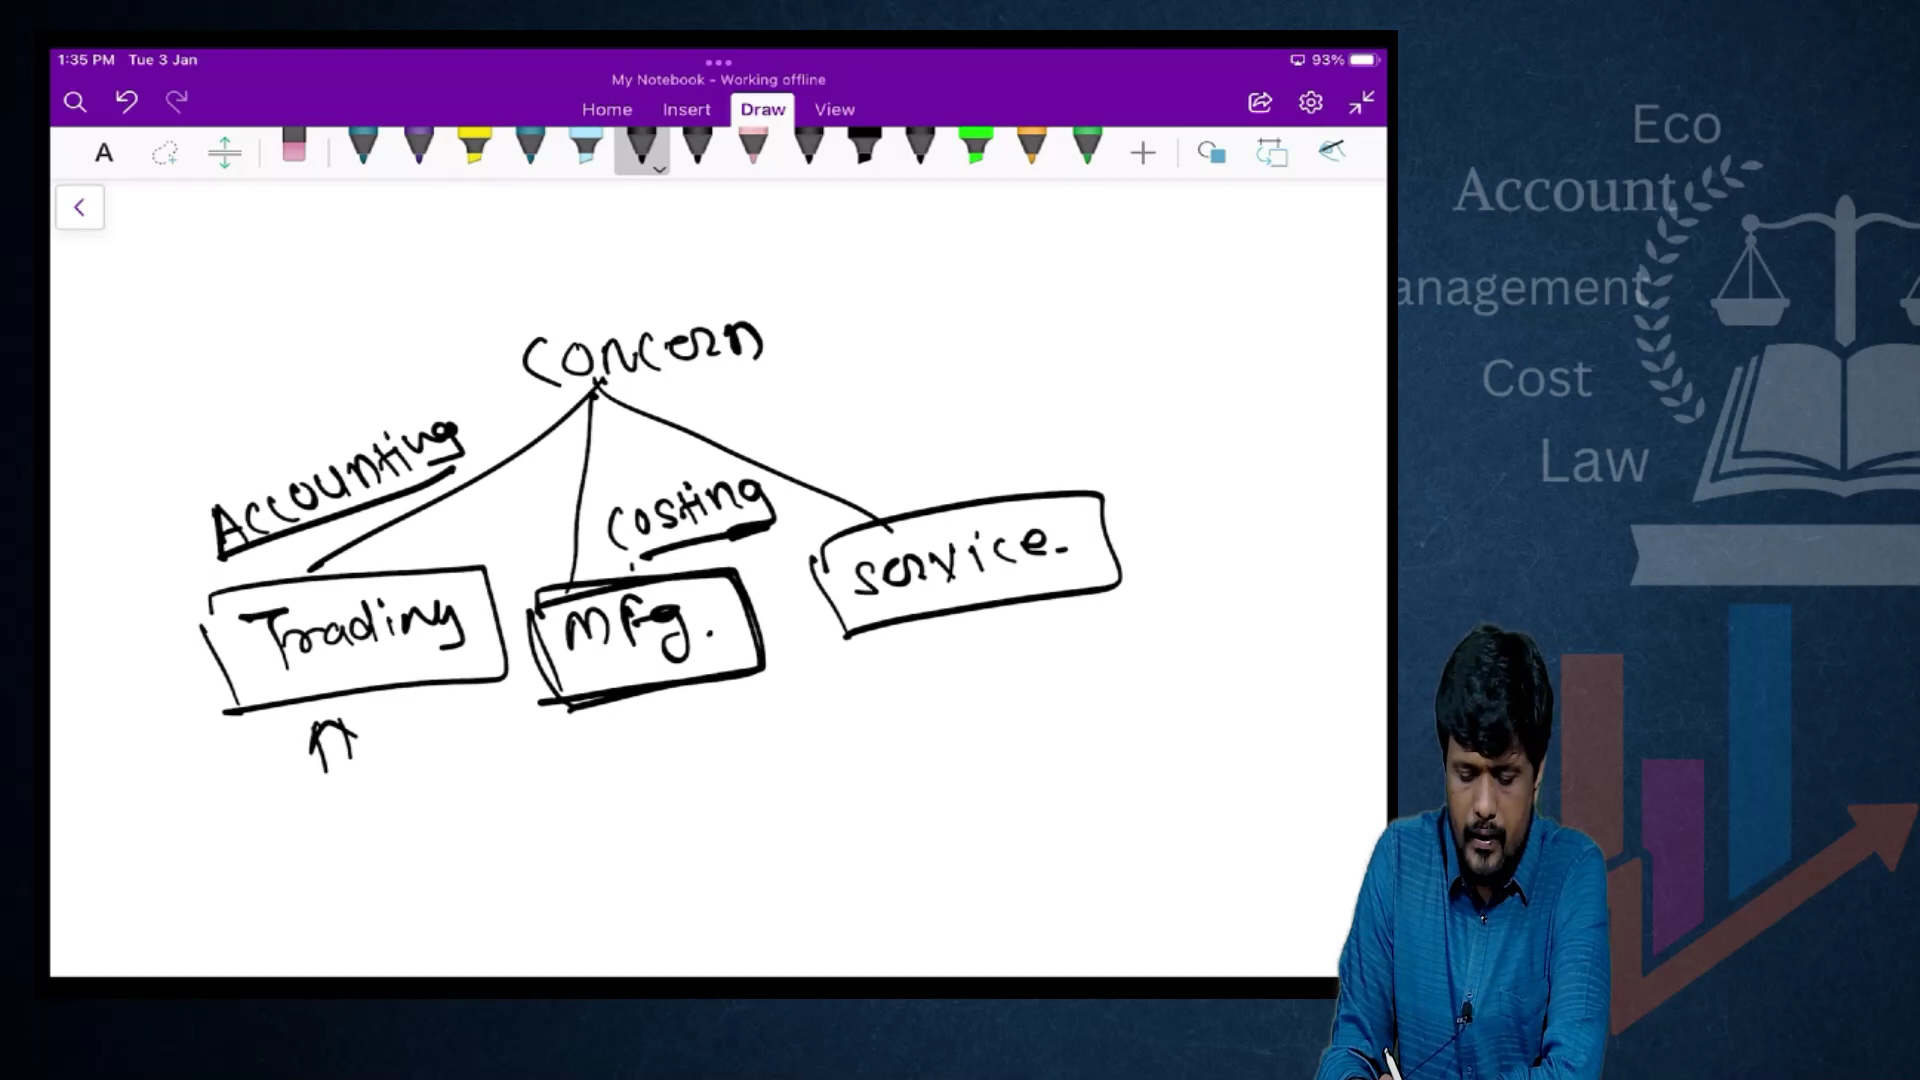 1:35 PM Tue 3 Jan
93%
My Notebook - Working offline
Home Insert Draw View
A
Concern
Accounting
Costing
Trading
Mfg.
Service.
Eco
Account
anagement
Cost
Law